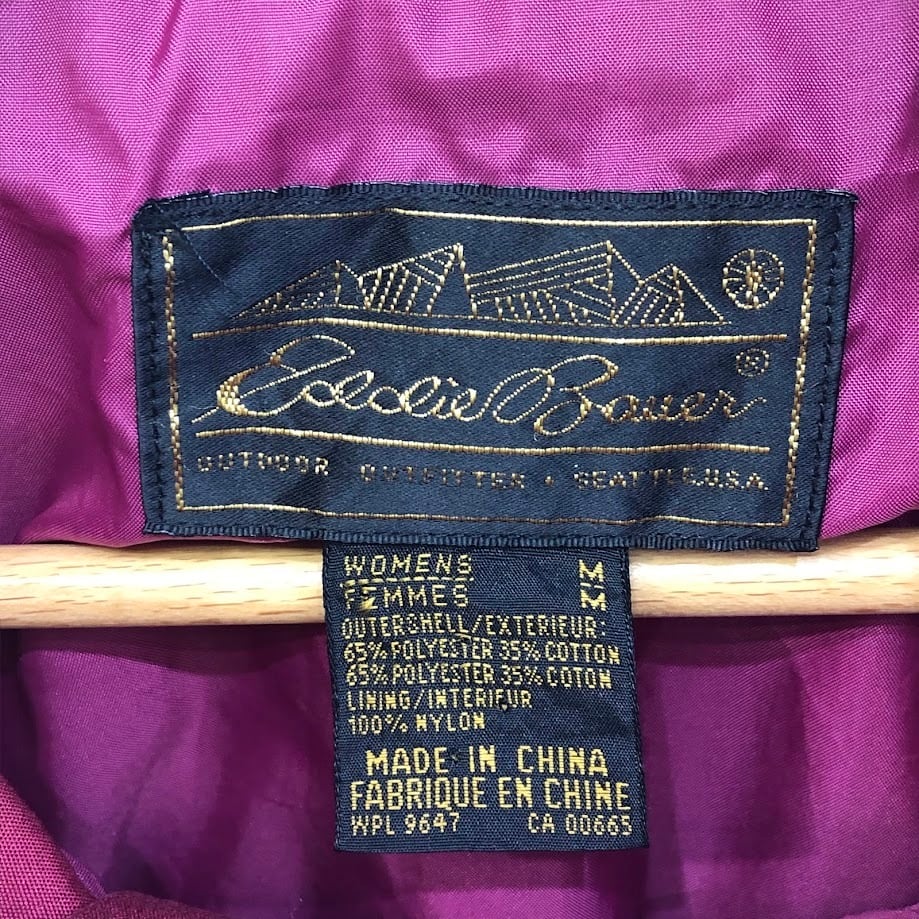 Eddie Bauer®
OUTDOOR OUTFITTER • SEATTLE, U.S.A.
WOMENS M
FEMMES M
OUTERSHELL/EXTERIEUR:
65% POLYESTER 35% COTTON
65% POLYESTER 35% COTON
LINING/INTERIEUR
100% NYLON
MADE IN CHINA
FABRIQUE EN CHINE
WPL 9647 CA 00665